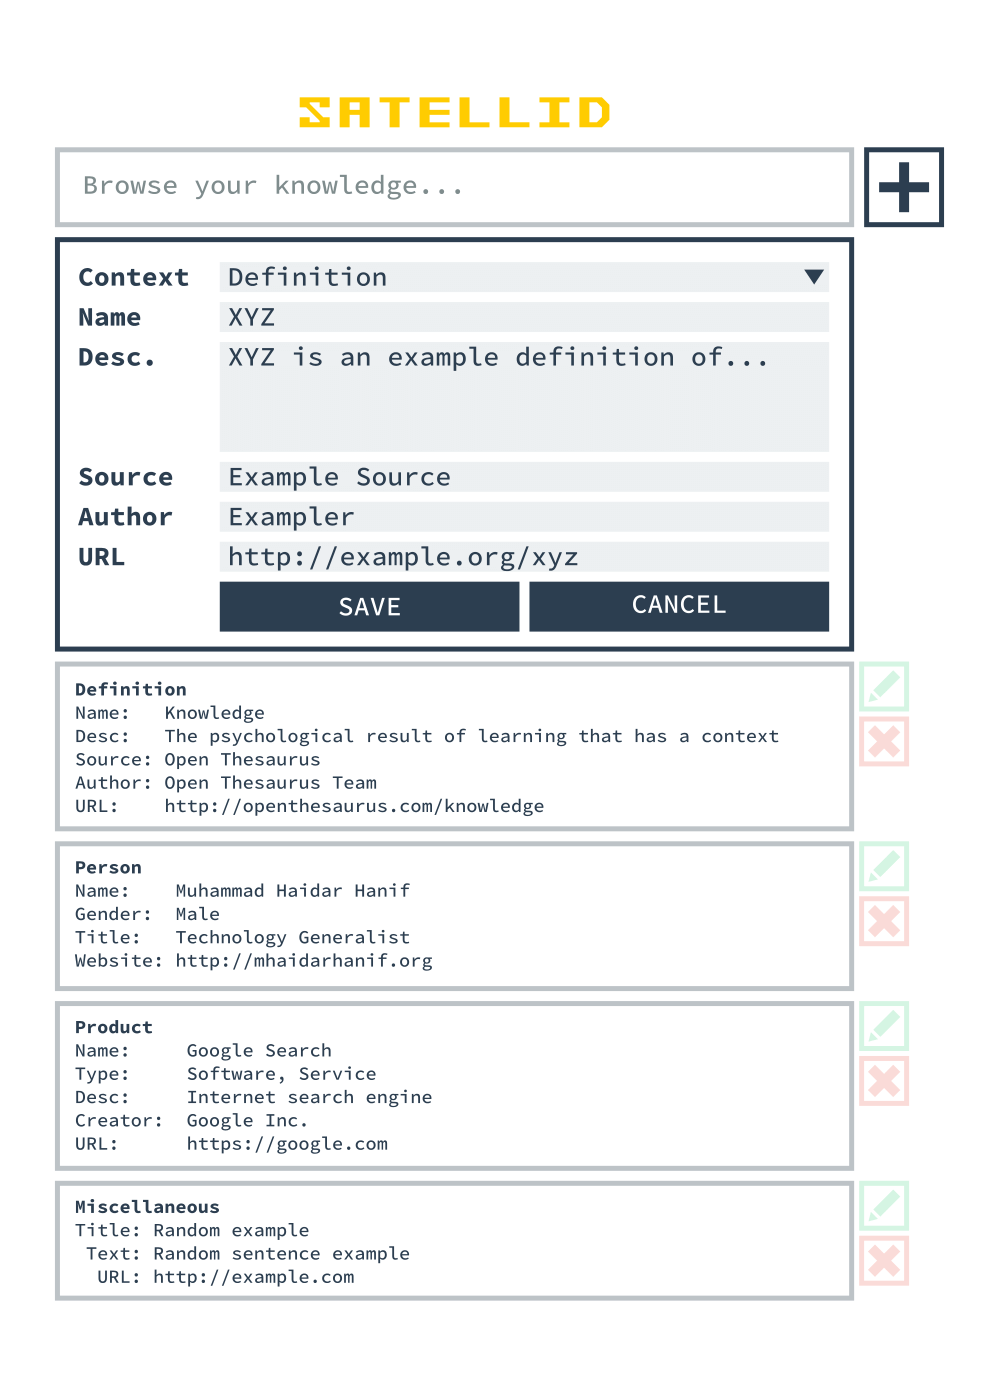 SATELLID
Browse your knowledge...
Context Definition
Name XYZ
Desc. XYZ is an example definition of...
Source Example Source
Author Exampler
URL http://example.org/xyz
SAVE CANCEL
Definition
Name: Knowledge
Desc: The psychological result of learning that has a context
Source: Open Thesaurus
Author: Open Thesaurus Team
URL: http://openthesaurus.com/knowledge
Person
Name: Muhammad Haidar Hanif
Gender: Male
Title: Technology Generalist
Website: http://mhaidarhanif.org
Product
Name: Google Search
Type: Software, Service
Desc: Internet search engine
Creator: Google Inc.
URL: https://google.com
Miscellaneous
Title: Random example
Text: Random sentence example
URL: http://example.com